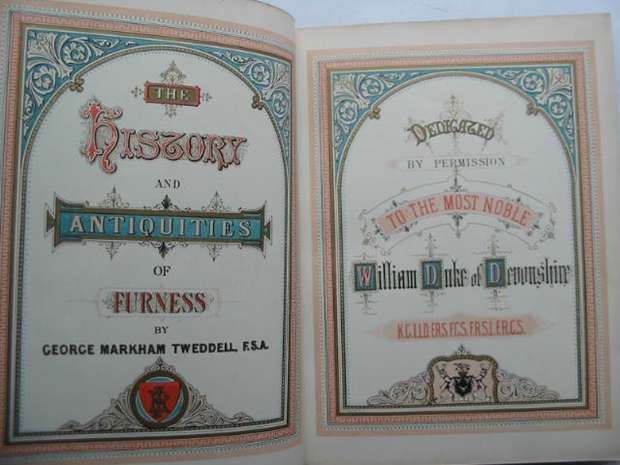 THE
HISTORY
AND
ANTIQUITIES
OF
FURNESS
BY
GEORGE MARKHAM TWEDDELL, F.S.A.
DEDICATED
BY PERMISSION
TO THE MOST NOBLE
William Duke of Devonshire